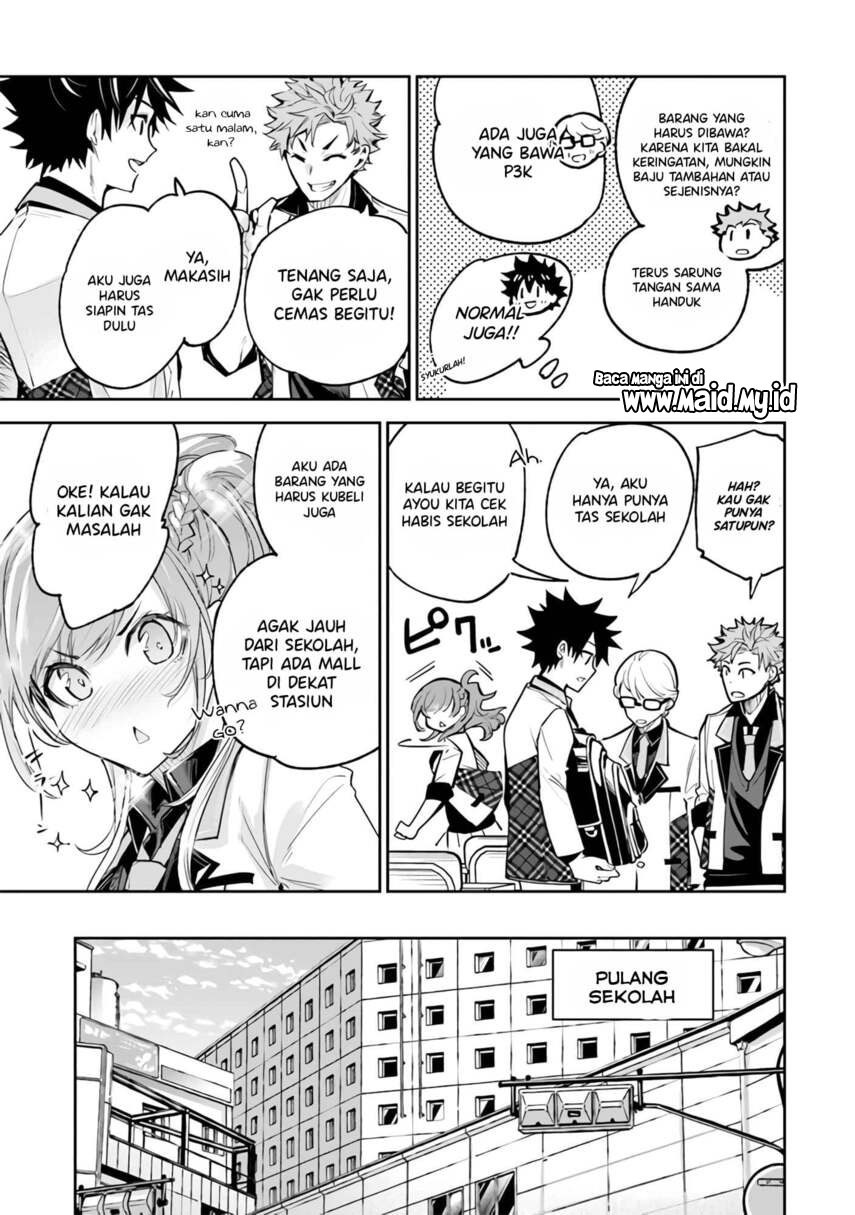 BARANG YANG
HARUS DIBAWA?
KARENA KITA BAKAL
KERINGATAN, MUNGKIN
BAJU TAMBAHAN ATAU
SEJENISNYA?
TERUS SARUNG
TANGAN SAMA
HANDUK
ADA JUGA
YANG BAWA
P3K
NORMAL
JUGA!!
SYUKURLAH!
Baca Manga ini di
www.Maid.My.id
kan cuma
satu malam,
kan?
TENANG SAJA,
GAK PERLU
CEMAS BEGITU!
YA,
MAKASIH
AKU JUGA
HARUS
SIAPIN TAS
DULU
HAH?
KAU GAK
PUNYA
SATUPUN?
YA, AKU
HANYA PUNYA
TAS SEKOLAH
Ah.
KALAU BEGITU
AYOU KITA CEK
HABIS SEKOLAH
ピクッ
AKU ADA
BARANG YANG
HARUS KUBELI
JUGA
AGAK JAUH
DARI SEKOLAH,
TAPI ADA MALL
DI DEKAT
STASIUN
Wanna
go?
OKE! KALAU
KALIAN GAK
MASALAH
PULANG
SEKOLAH